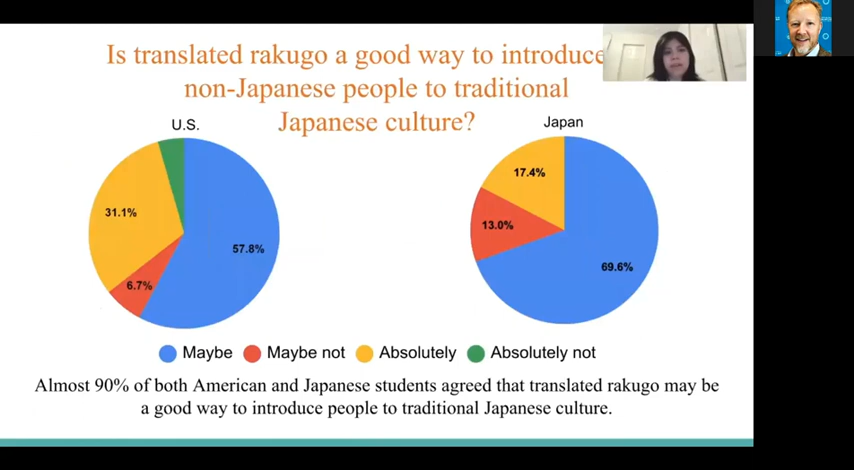 Is translated rakugo a good way to introduce
non-Japanese people to traditional
Japanese culture?
U.S.
31.1%
57.8%
6.7%
Japan
17.4%
13.0%
69.6%
Maybe Maybe not Absolutely Absolutely not
Almost 90% of both American and Japanese students agreed that translated rakugo may be
a good way to introduce people to traditional Japanese culture.